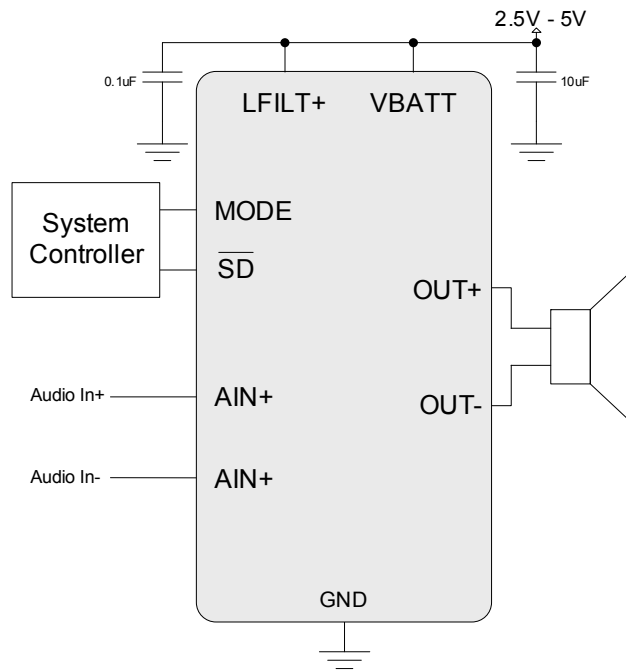 2.5V - 5V
0.1uF
10uF
LFILT+
VBATT
System
Controller
MODE
SD
OUT+
Audio In+
AIN+
OUT-
Audio In-
AIN+
GND